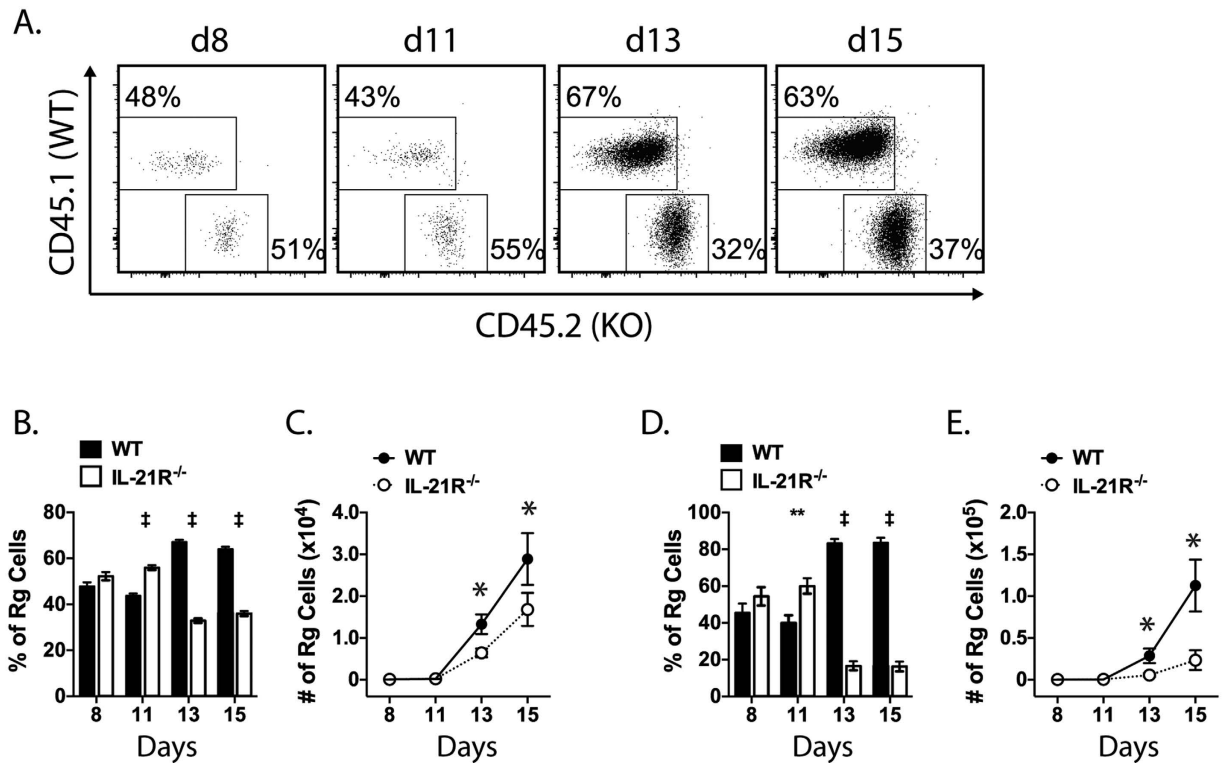 A.
d8 d11 d13 d15
48% 43% 67% 63%
51% 55% 32% 37%
CD45.1 (WT)
CD45.2 (KO)
B.
WT
IL-21R-/-
‡ ‡ ‡
% of Rg Cells
80
60
40
20
0
8 11 13 15
Days
C.
WT
IL-21R-/-
* *
# of Rg Cells (x10⁴)
4.0
3.0
2.0
1.0
0
8 11 13 15
Days
D.
WT
IL-21R-/-
** ‡ ‡
% of Rg Cells
100
80
60
40
20
0
8 11 13 15
Days
E.
WT
IL-21R-/-
* *
# of Rg Cells (x10⁵)
2.0
1.5
1.0
0.5
0
8 11 13 15
Days